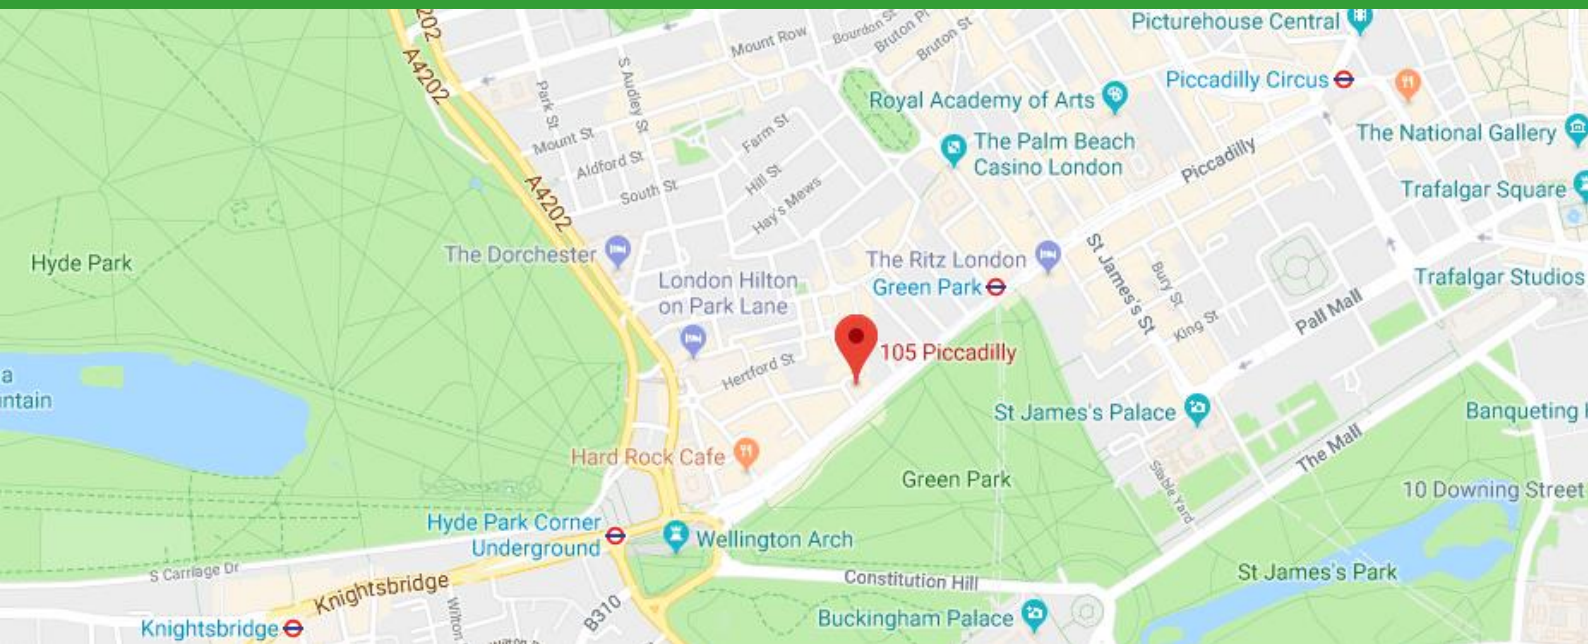 202
A4202
Mount Row
Bourdon St
Bruton Pl
Bruton St
Picturehouse Central
Park St
S Audley St
Piccadilly Circus
Royal Academy of Arts
Mount St
Farm St
The Palm Beach
Casino London
The National Gallery
Aldford St
Piccadilly
A4202
South St
Hill St
Hay's Mews
Trafalgar Square
Hyde Park
The Dorchester
The Ritz London
Green Park
St James's St
Bury St
Trafalgar Studios
London Hilton
on Park Lane
King St
Pall Mall
105 Piccadilly
Hertford St
a
ntain
St James's Palace
Banqueting
Hard Rock Cafe
Green Park
The Mall
Stable Yard
10 Downing Street
Hyde Park Corner
Underground
Wellington Arch
S Carriage Dr
Knightsbridge
Constitution Hill
St James's Park
Buckingham Palace
B310
Wilton
Knightsbridge